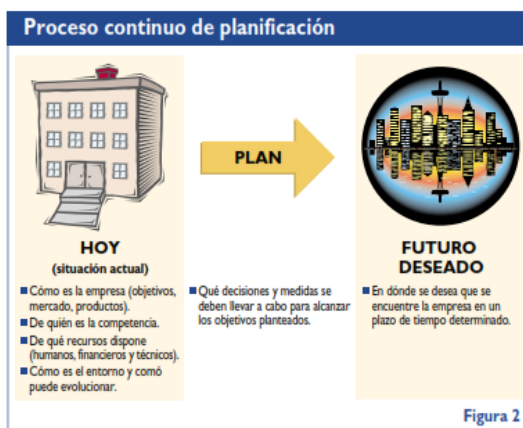 Proceso continuo de planificación
PLAN
HOY
(situación actual)
Cómo es la empresa (objetivos,
mercado, productos).
De quién es la competencia.
De qué recursos dispone
(humanos, financieros y técnicos).
Cómo es el entorno y comó
puede evolucionar.
Qué decisiones y medidas se
deben llevar a cabo para alcanzar
los objetivos planteados.
FUTURO
DESEADO
En dónde se desea que se
encuentre la empresa en un
plazo de tiempo determinado.
Figura 2